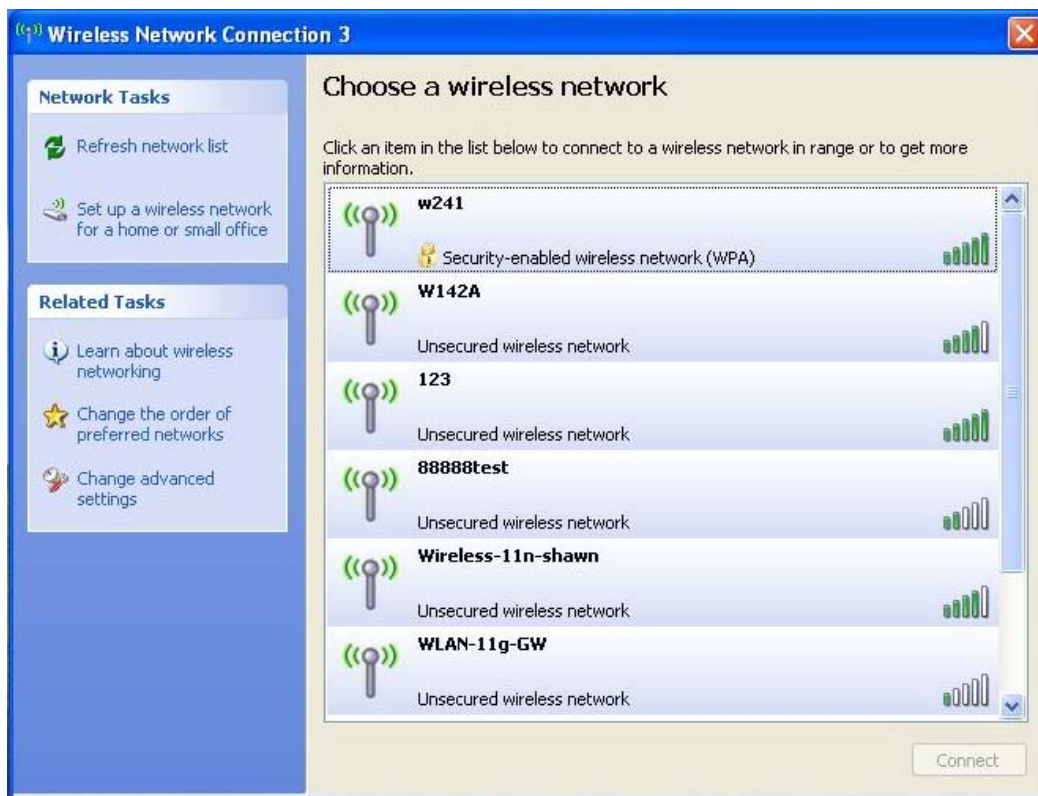 Wireless Network Connection 3
Network Tasks
Refresh network list
Set up a wireless network
for a home or small office
Related Tasks
Learn about wireless
networking
Change the order of
preferred networks
Change advanced
settings
Choose a wireless network
Click an item in the list below to connect to a wireless network in range or to get more
information.
w241
Security-enabled wireless network (WPA)
W142A
Unsecured wireless network
123
Unsecured wireless network
88888test
Unsecured wireless network
Wireless-11n-shawn
Unsecured wireless network
WLAN-11g-GW
Unsecured wireless network
Connect